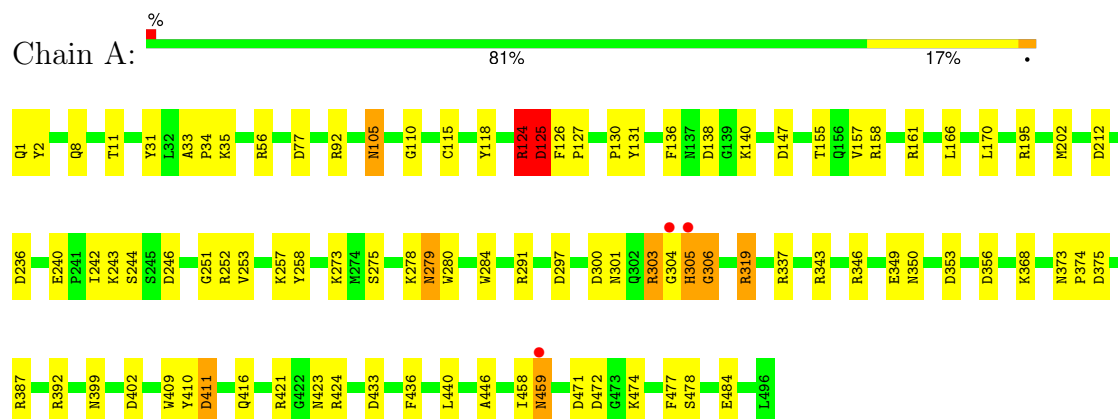 %
Chain A:
81% 17% •
Q1 Y2 Q8 T11 Y31 L32 A33 P34 K35 R56 D77 R92 N105 G110 C115 Y118 R124 D125 F126 P127 P130 Y131 F136 N137 D138 G139 K140 D147 T155 Q156 V157 R158 R161 L166 L170 R195 M202 D212
D236 E240 P241 I242 K243 S244 S245 D246 G251 R252 V253 K257 Y258 K273 M274 S275 K278 N279 W280 W284 R291 D297 D300 N301 Q302 R303 G304 H305 G306 R319 R337 R343 R346 E349 N350 D353 D356 K368 N373 P374 D375
R387 R392 N399 D402 W409 Y410 D411 Q416 R421 G422 N423 R424 D433 F436 L440 A446 I458 N459 D471 D472 G473 K474 F477 S478 E484 L496